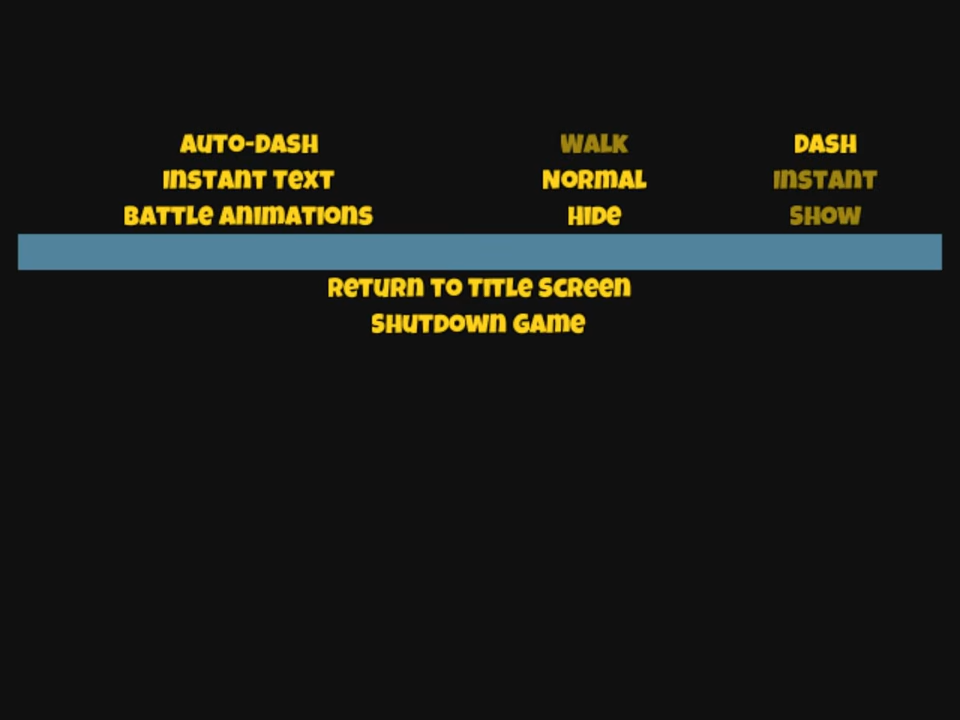 AUTO-DASH WALK DASH
INSTANT TEXT NORMAL INSTANT
BATTLE ANIMATIONS HIDE SHOW
RETURN TO TITLE SCREEN
SHUTDOWN GAME